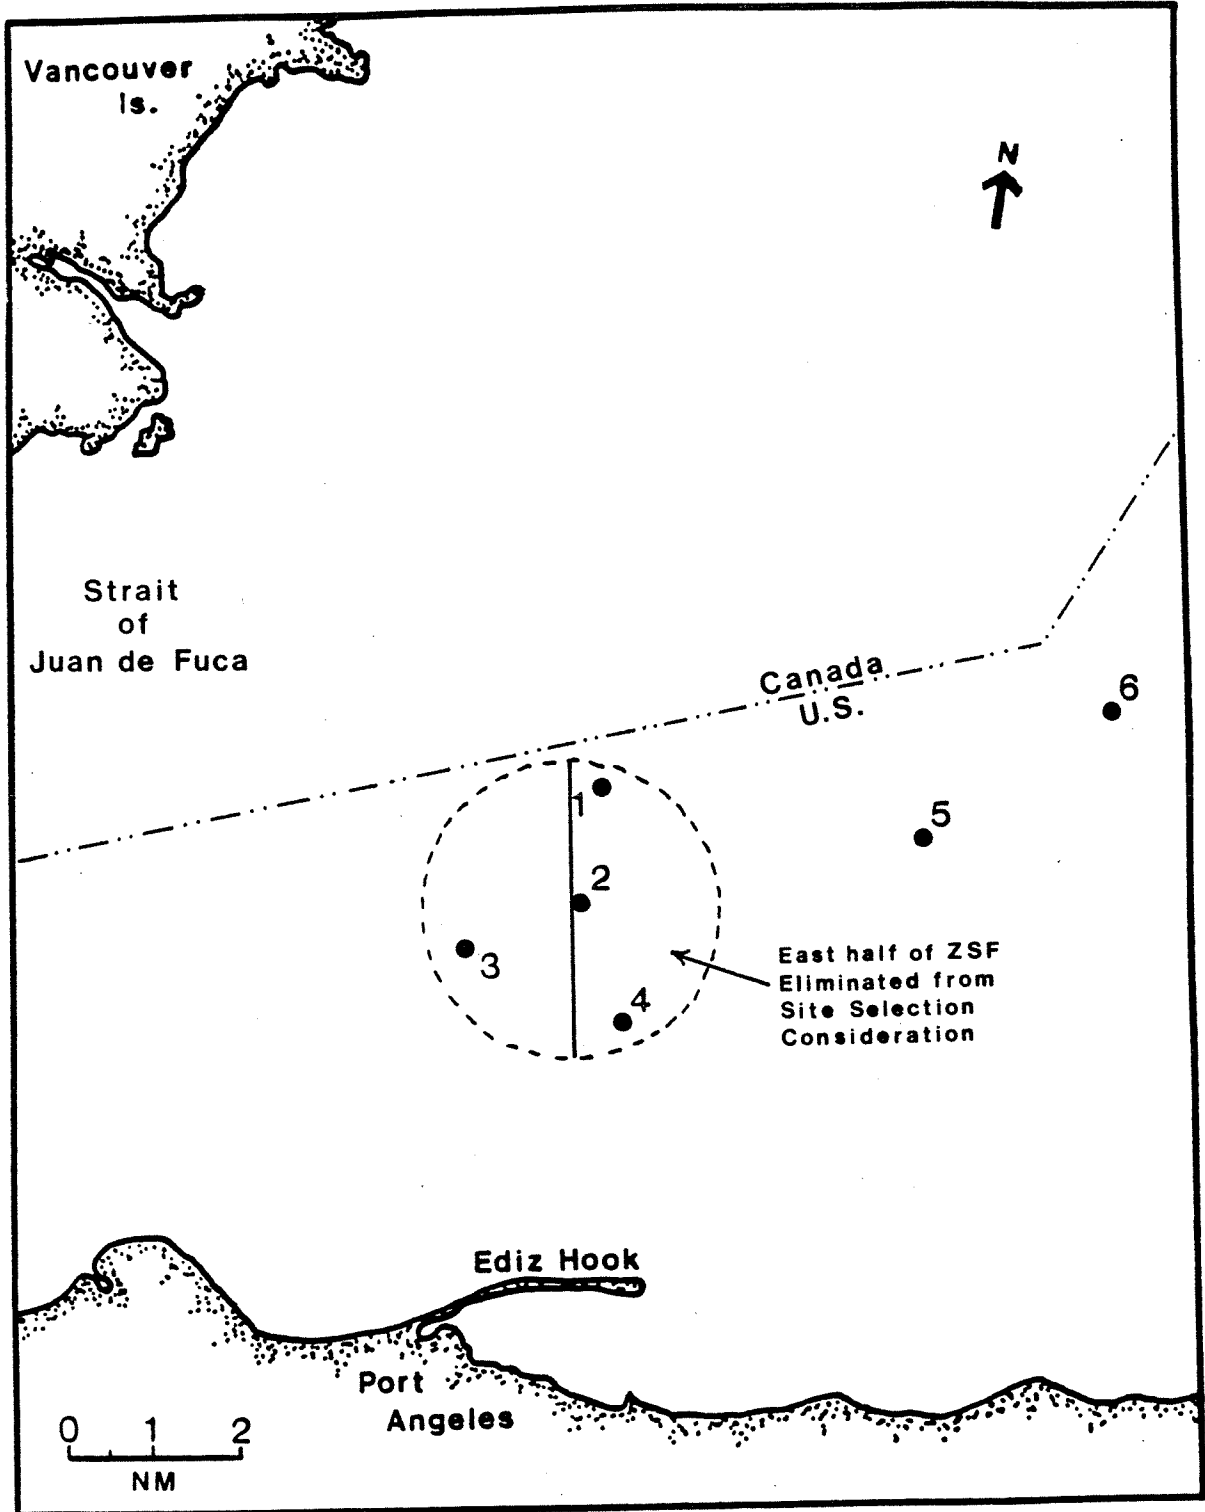 Vancouver
Is.
N
Strait
of
Juan de Fuca
Canada
U.S.
6
1
5
2
3
East half of ZSF
Eliminated from
Site Selection
Consideration
4
Ediz Hook
Port
Angeles
0 1 2
NM